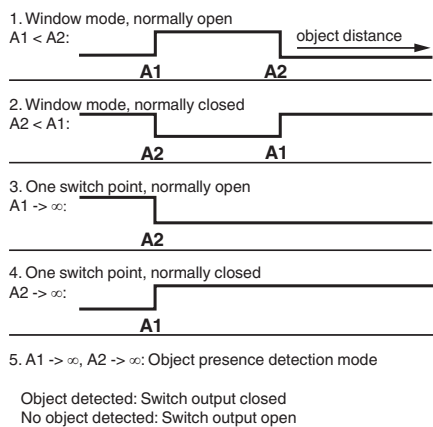 1. Window mode, normally open
A1 < A2:
object distance
A1 A2
2. Window mode, normally closed
A2 < A1:
A2 A1
3. One switch point, normally open
A1 -> ∞:
A2
4. One switch point, normally closed
A2 -> ∞:
A1
5. A1 -> ∞, A2 -> ∞: Object presence detection mode
Object detected: Switch output closed
No object detected: Switch output open